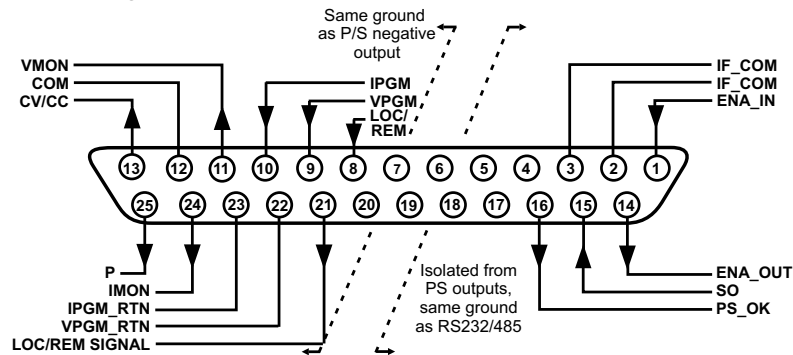 Same ground
as P/S negative
output
VMON
COM
CV/CC
IPGM
VPGM
LOC/
REM
IF_COM
IF_COM
ENA_IN
13 12 11 10 9 8 7 6 5 4 3 2 1
25 24 23 22 21 20 19 18 17 16 15 14
P
IMON
IPGM_RTN
VPGM_RTN
LOC/REM SIGNAL
Isolated from
PS outputs,
same ground
as RS232/485
ENA_OUT
SO
PS_OK